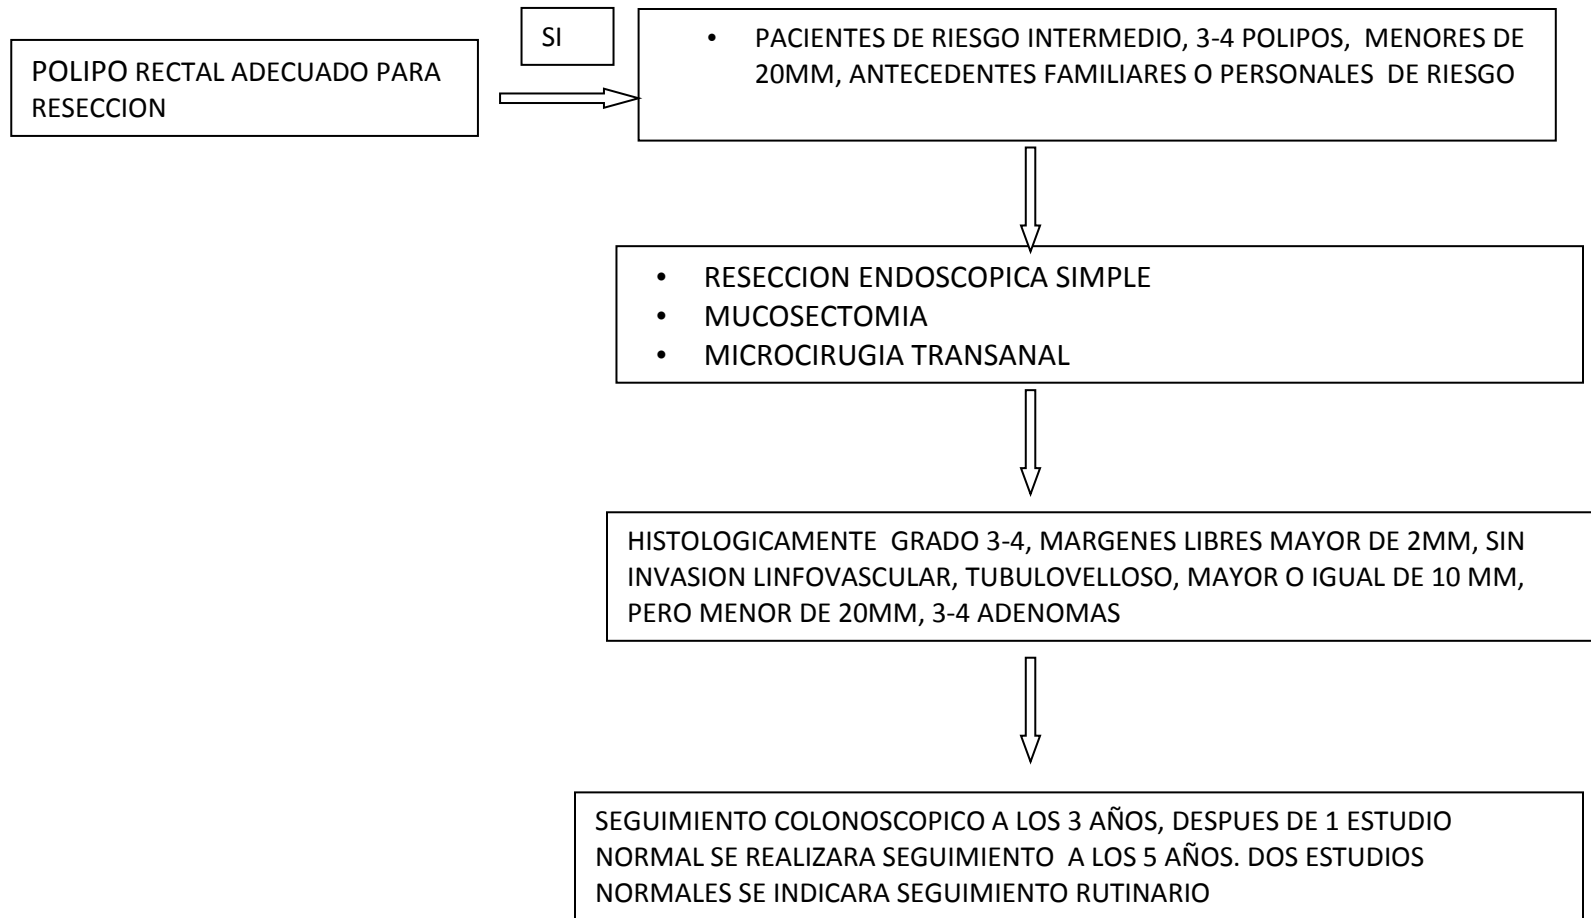 POLIPO RECTAL ADECUADO PARA
RESECCION
SI
• PACIENTES DE RIESGO INTERMEDIO, 3-4 POLIPOS, MENORES DE
20MM, ANTECEDENTES FAMILIARES O PERSONALES DE RIESGO
• RESECCION ENDOSCOPICA SIMPLE
• MUCOSECTOMIA
• MICROCIRUGIA TRANSANAL
HISTOLOGICAMENTE GRADO 3-4, MARGENES LIBRES MAYOR DE 2MM, SIN
INVASION LINFOVASCULAR, TUBULOVELLOSO, MAYOR O IGUAL DE 10 MM,
PERO MENOR DE 20MM, 3-4 ADENOMAS
SEGUIMIENTO COLONOSCOPICO A LOS 3 AÑOS, DESPUES DE 1 ESTUDIO
NORMAL SE REALIZARA SEGUIMIENTO A LOS 5 AÑOS. DOS ESTUDIOS
NORMALES SE INDICARA SEGUIMIENTO RUTINARIO